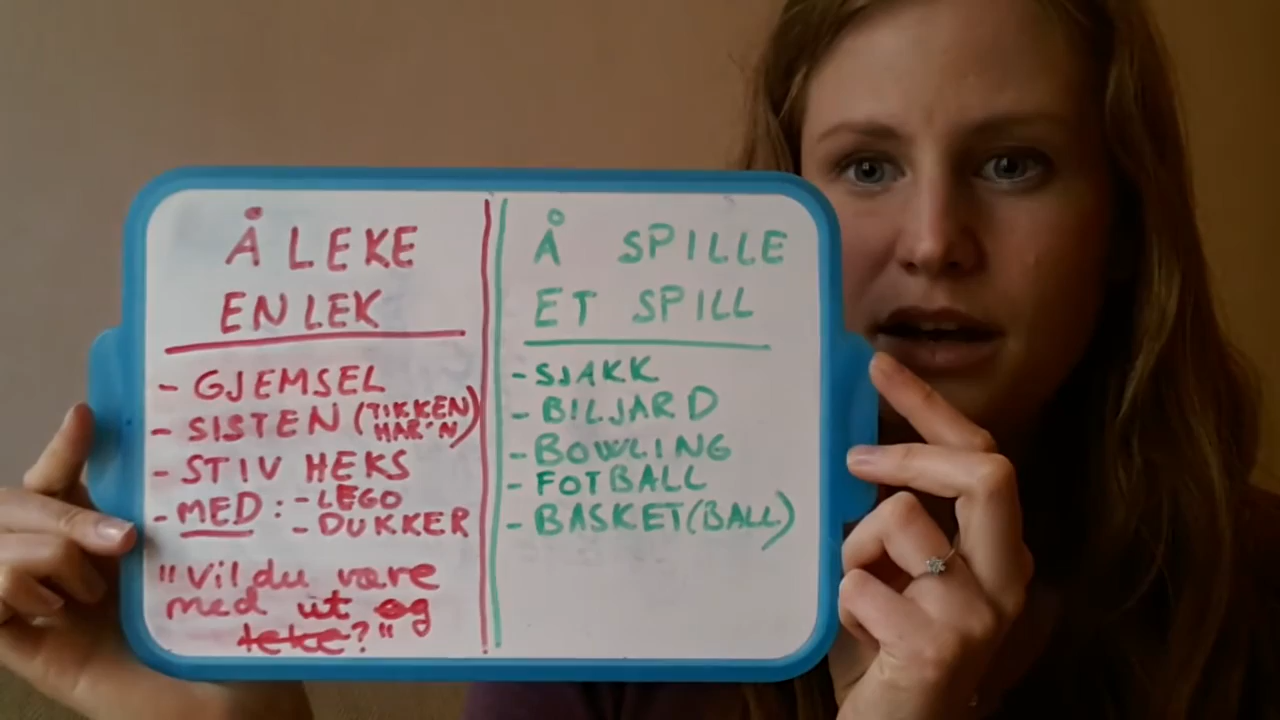 Å LEKE
EN LEK
- GJEMSEL
- SISTEN (TIKKEN HAR'N)
- STIV HEKS
- MED: - LEGO
- DUKKER
"Vil du være
med ut og
leke?"
Å SPILLE
ET SPILL
- SJAKK
- BILJARD
- BOWLING
- FOTBALL
- BASKET(BALL)